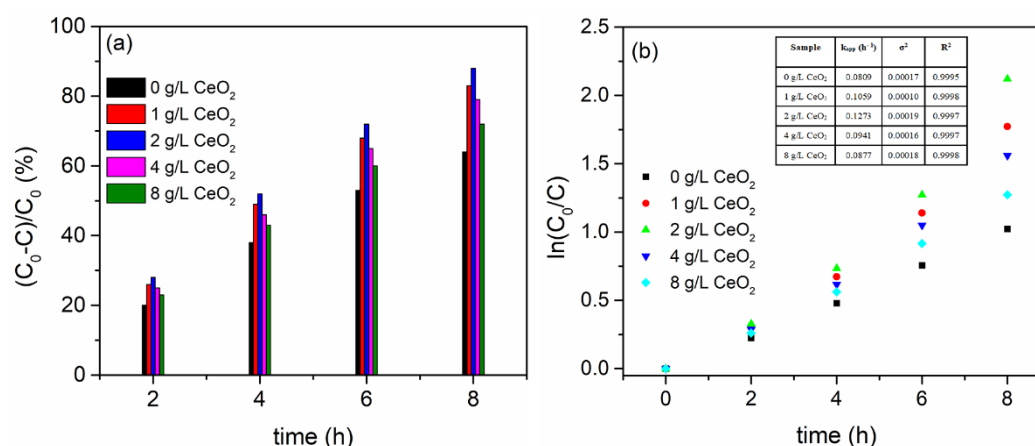 (a)
0 g/L CeO₂
1 g/L CeO₂
2 g/L CeO₂
4 g/L CeO₂
8 g/L CeO₂
(C₀-C)/C₀ (%)
100
80
60
40
20
0
2 4 6 8
time (h)
(b)
Sample kₐₚₚ (h⁻¹) σ² R²
0 g/L CeO₂ 0.0809 0.00017 0.9995
1 g/L CeO₂ 0.1059 0.00010 0.9998
2 g/L CeO₂ 0.1273 0.00019 0.9997
4 g/L CeO₂ 0.0941 0.00016 0.9997
8 g/L CeO₂ 0.0877 0.00018 0.9998
0 g/L CeO₂
1 g/L CeO₂
2 g/L CeO₂
4 g/L CeO₂
8 g/L CeO₂
ln(C₀/C)
2.5
2.0
1.5
1.0
0.5
0.0
0 2 4 6 8
time (h)